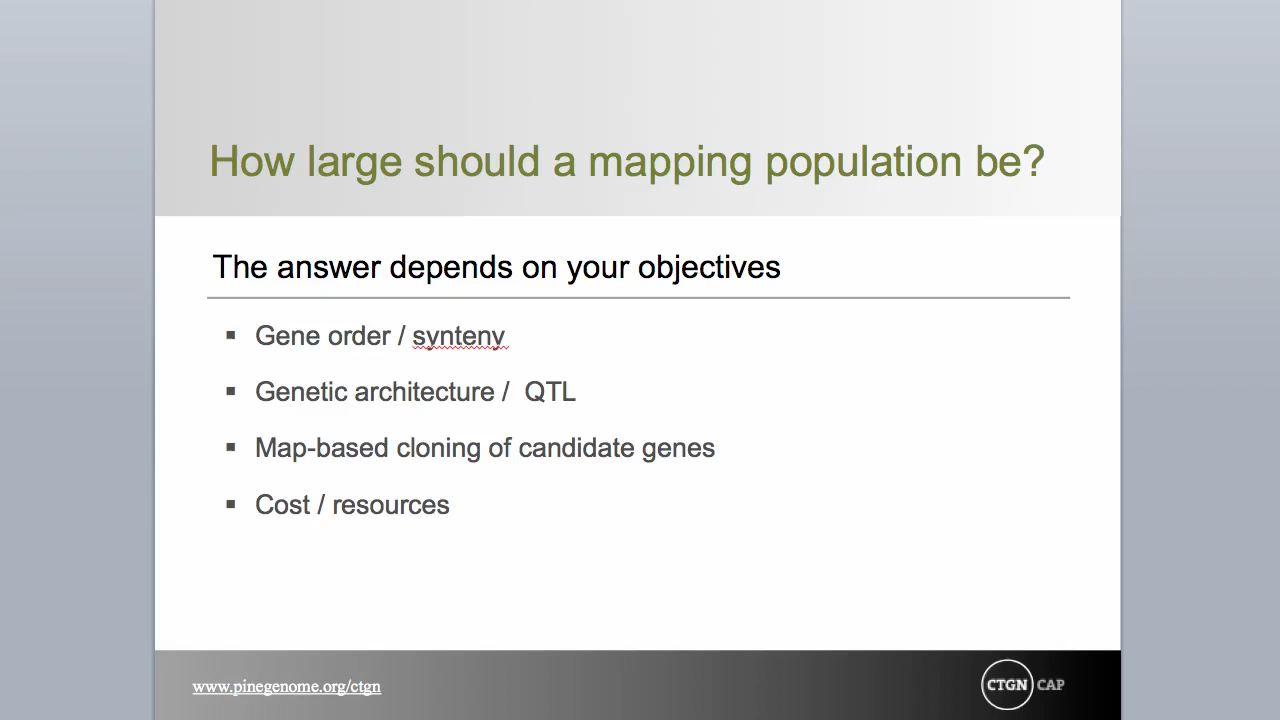 How large should a mapping population be?
The answer depends on your objectives
▪ Gene order / synteny
▪ Genetic architecture /  QTL
▪ Map-based cloning of candidate genes
▪ Cost / resources
www.pinegenome.org/ctgn
CTGN CAP